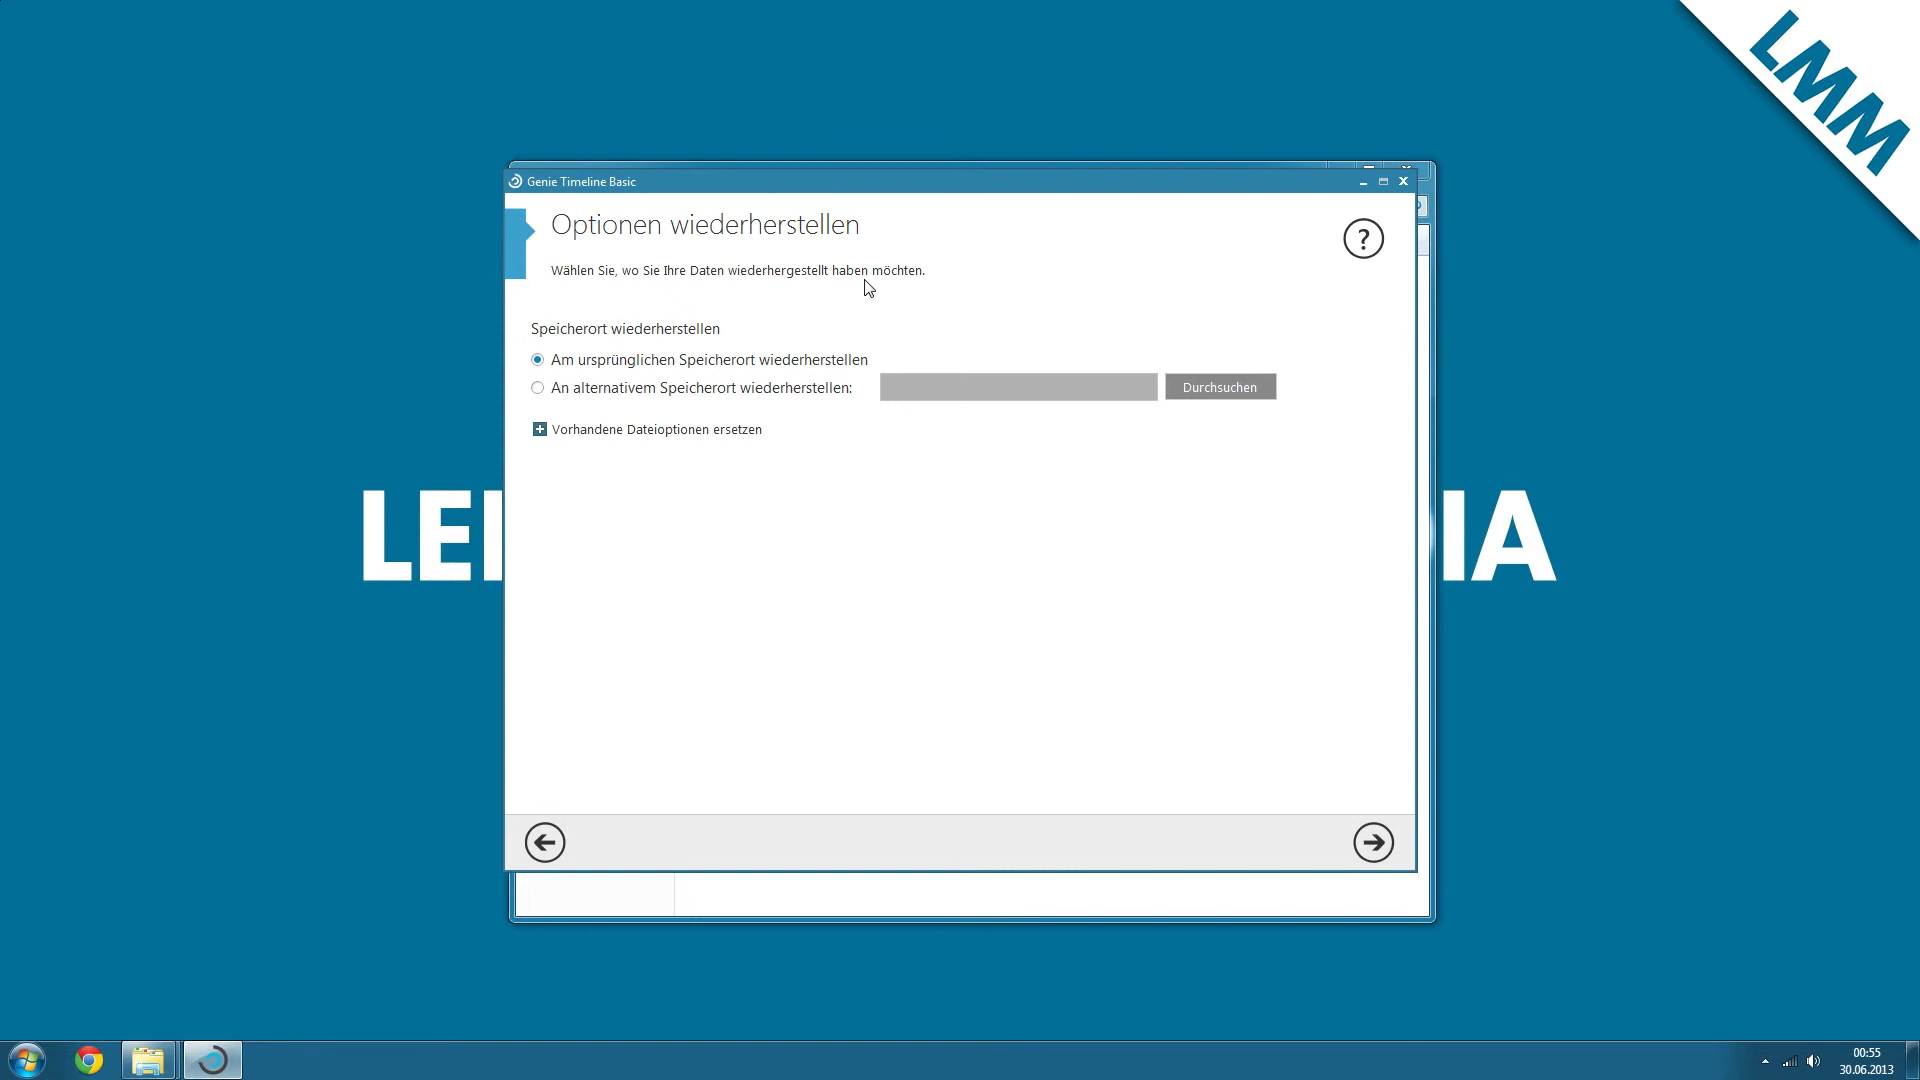 LMM
Genie Timeline Basic
Optionen wiederherstellen
?
Wählen Sie, wo Sie Ihre Daten wiederhergestellt haben möchten.
Speicherort wiederherstellen
Am ursprünglichen Speicherort wiederherstellen
An alternativem Speicherort wiederherstellen:
Durchsuchen
Vorhandene Dateioptionen ersetzen
LE
IA
00:55
30.06.2013